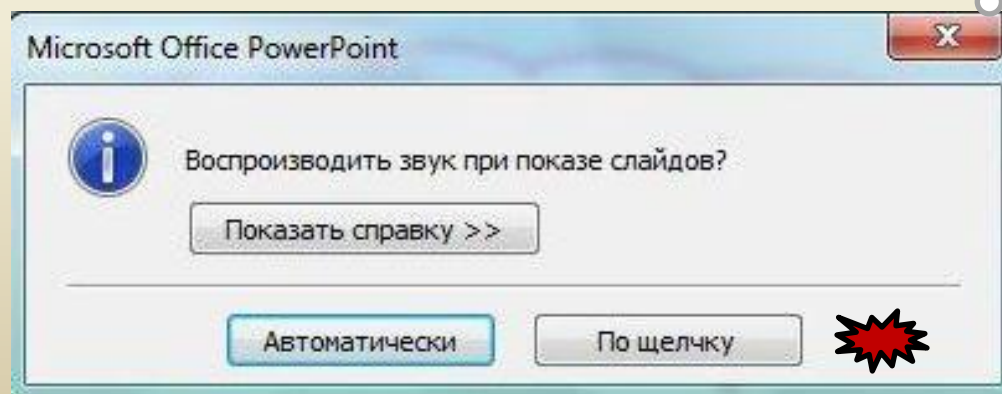 Microsoft Office PowerPoint
Воспроизводить звук при показе слайдов?
Показать справку >>
Автоматически
По щелчку